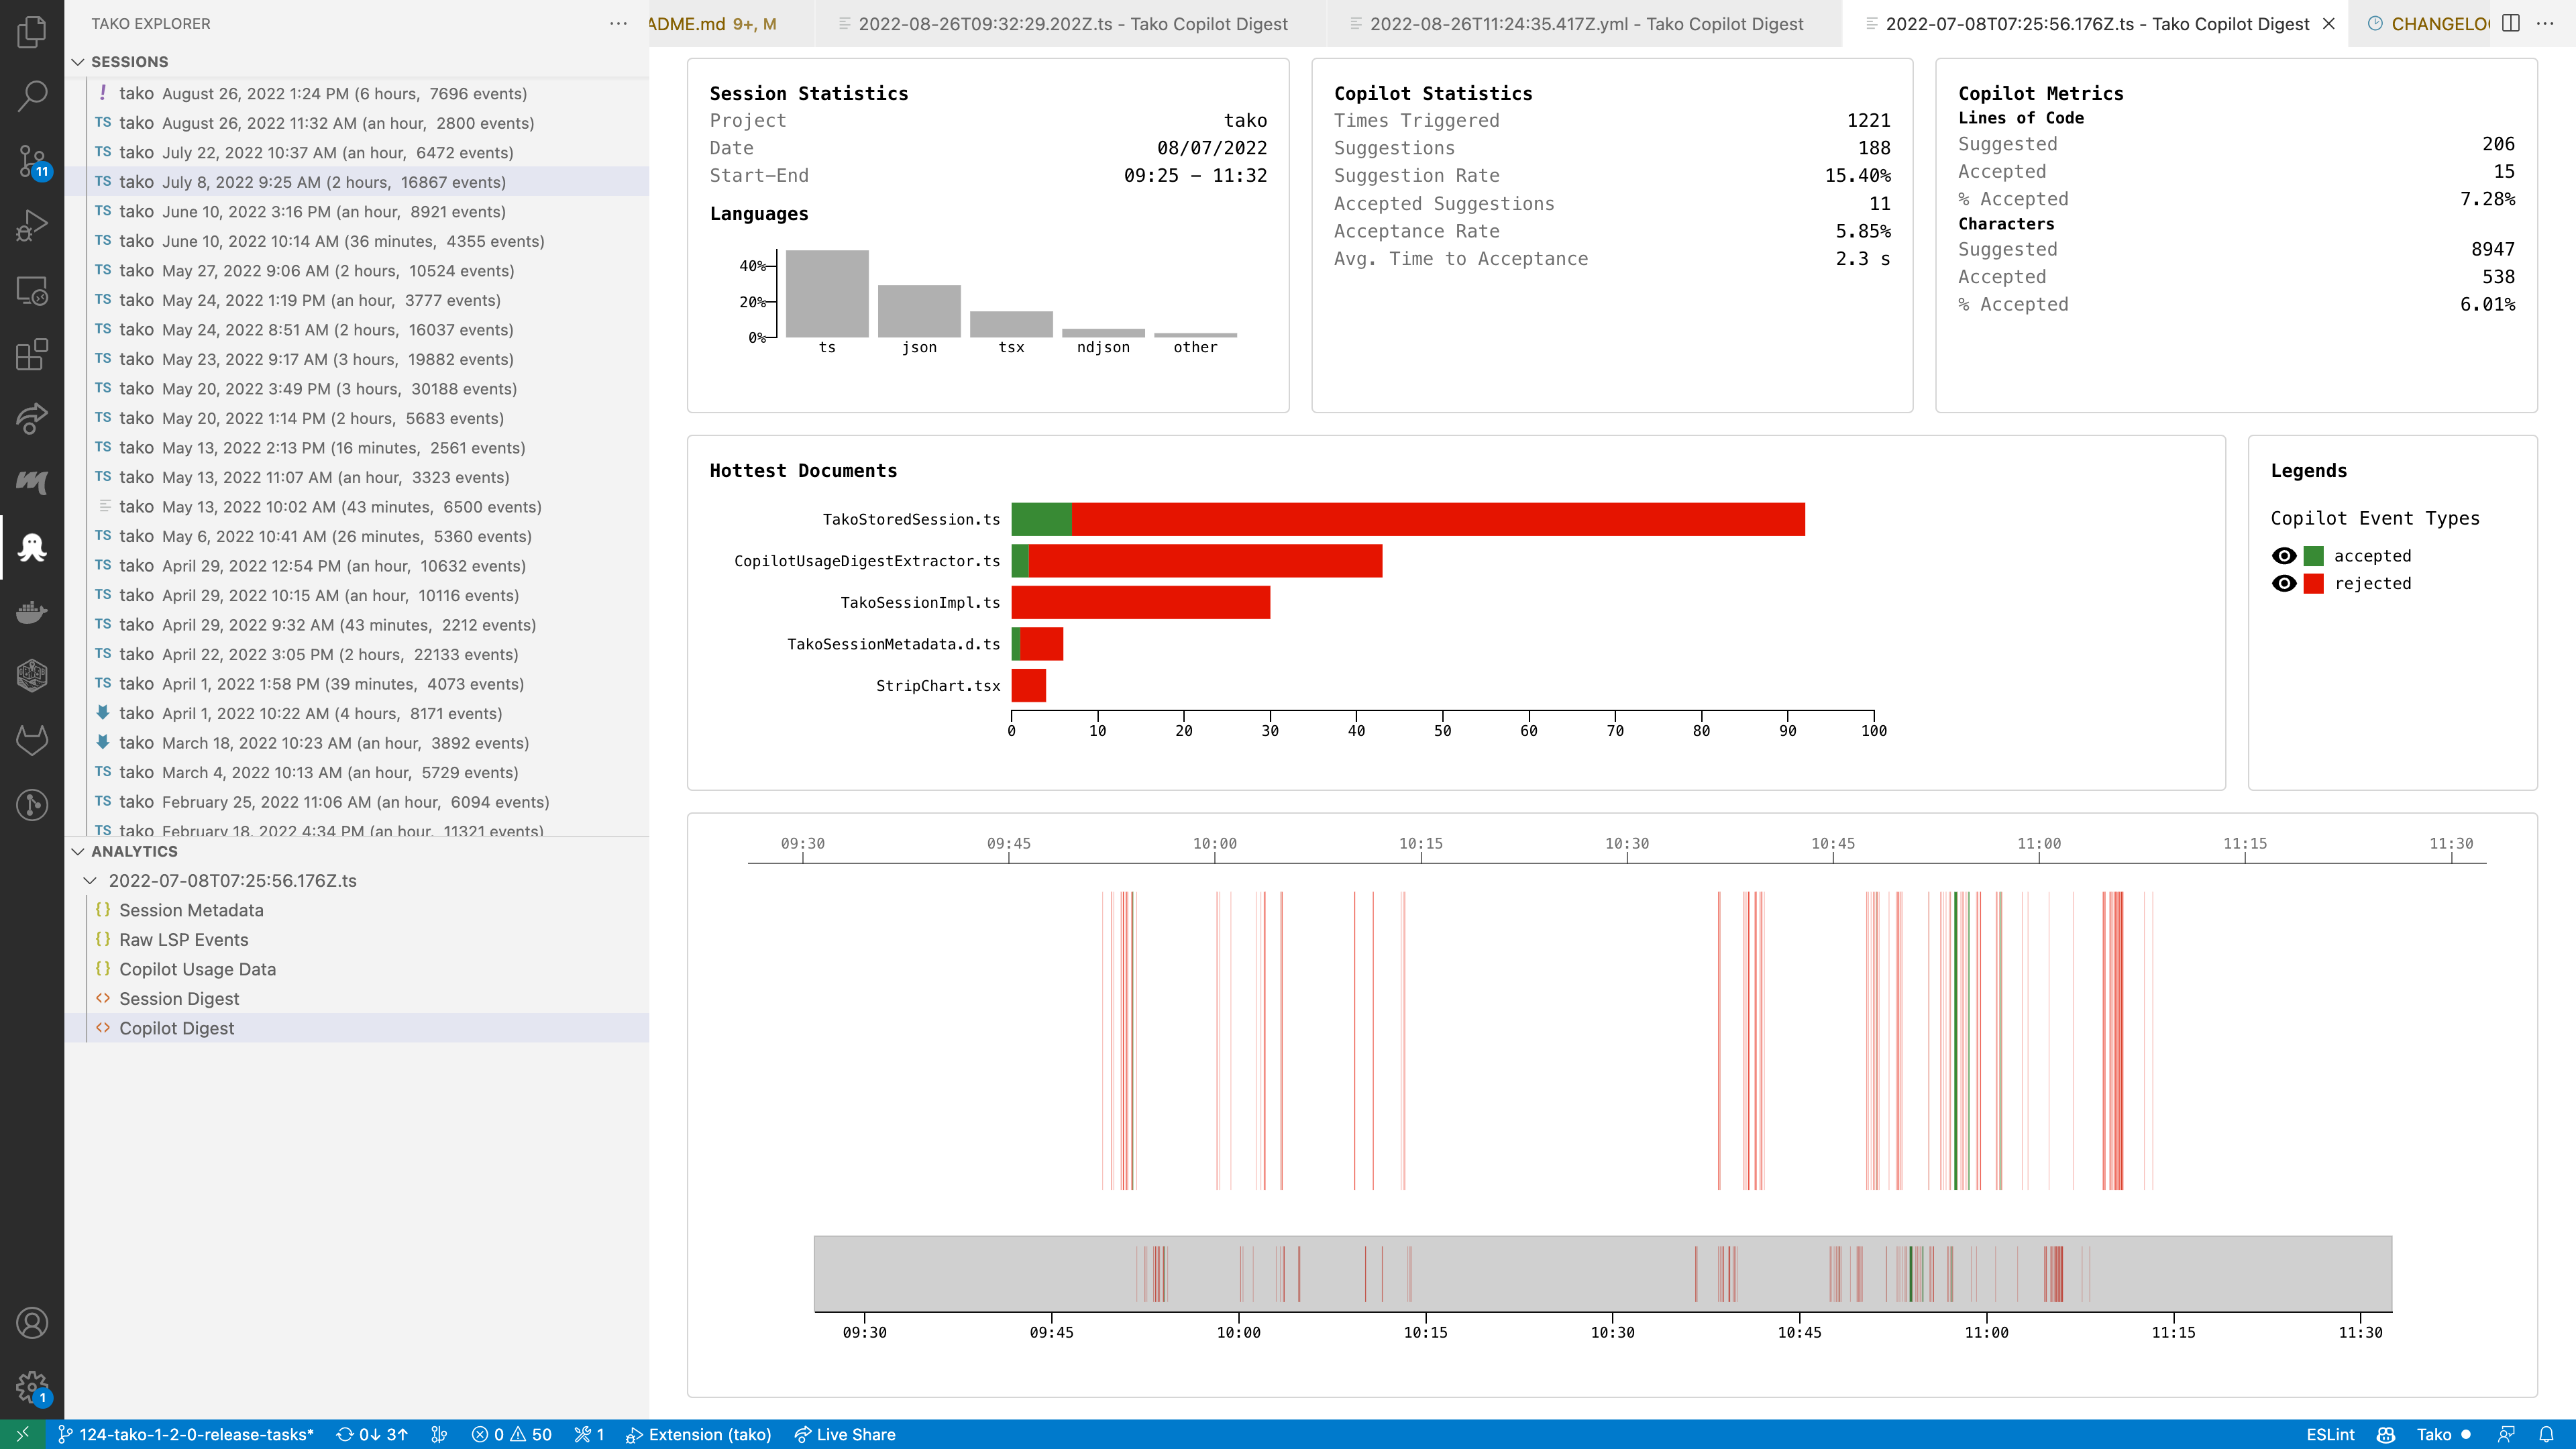 TAKO EXPLORER
SESSIONS
tako August 26, 2022 1:24 PM (6 hours, 7696 events)
TS tako August 26, 2022 11:32 AM (an hour, 2800 events)
TS tako July 22, 2022 10:37 AM (an hour, 6472 events)
TS tako July 8, 2022 9:25 AM (2 hours, 16867 events)
TS tako June 10, 2022 3:16 PM (an hour, 8921 events)
TS tako June 10, 2022 10:14 AM (36 minutes, 4355 events)
TS tako May 27, 2022 9:06 AM (2 hours, 10524 events)
TS tako May 24, 2022 1:19 PM (an hour, 3777 events)
TS tako May 24, 2022 8:51 AM (2 hours, 16037 events)
TS tako May 23, 2022 9:17 AM (3 hours, 19882 events)
TS tako May 20, 2022 3:49 PM (3 hours, 30188 events)
TS tako May 20, 2022 1:14 PM (2 hours, 5683 events)
TS tako May 13, 2022 2:13 PM (16 minutes, 2561 events)
TS tako May 13, 2022 11:07 AM (an hour, 3323 events)
tako May 13, 2022 10:02 AM (43 minutes, 6500 events)
TS tako May 6, 2022 10:41 AM (26 minutes, 5360 events)
TS tako April 29, 2022 12:54 PM (an hour, 10632 events)
TS tako April 29, 2022 10:15 AM (an hour, 10116 events)
TS tako April 29, 2022 9:32 AM (43 minutes, 2212 events)
TS tako April 22, 2022 3:05 PM (2 hours, 22133 events)
TS tako April 1, 2022 1:58 PM (39 minutes, 4073 events)
tako April 1, 2022 10:22 AM (4 hours, 8171 events)
tako March 18, 2022 10:23 AM (an hour, 3892 events)
TS tako March 4, 2022 10:13 AM (an hour, 5729 events)
TS tako February 25, 2022 11:06 AM (an hour, 6094 events)
TS tako February 18, 2022 4:34 PM (an hour, 11321 events)
ANALYTICS
2022-07-08T07:25:56.176Z.ts
{} Session Metadata
{} Raw LSP Events
{} Copilot Usage Data
<> Session Digest
<> Copilot Digest
11
1
ADME.md 9+, M
2022-08-26T09:32:29.202Z.ts - Tako Copilot Digest
2022-08-26T11:24:35.417Z.yml - Tako Copilot Digest
2022-07-08T07:25:56.176Z.ts - Tako Copilot Digest
CHANGELO
Session Statistics
Project tako
Date 08/07/2022
Start-End 09:25 - 11:32
Languages
40%
20%
0%
ts json tsx ndjson other
Copilot Statistics
Times Triggered 1221
Suggestions 188
Suggestion Rate 15.40%
Accepted Suggestions 11
Acceptance Rate 5.85%
Avg. Time to Acceptance 2.3 s
Copilot Metrics
Lines of Code
Suggested 206
Accepted 15
% Accepted 7.28%
Characters
Suggested 8947
Accepted 538
% Accepted 6.01%
Hottest Documents
TakoStoredSession.ts
CopilotUsageDigestExtractor.ts
TakoSessionImpl.ts
TakoSessionMetadata.d.ts
StripChart.tsx
0 10 20 30 40 50 60 70 80 90 100
Legends
Copilot Event Types
accepted
rejected
09:30 09:45 10:00 10:15 10:30 10:45 11:00 11:15 11:30
09:30 09:45 10:00 10:15 10:30 10:45 11:00 11:15 11:30
124-tako-1-2-0-release-tasks* 0↓ 3↑ 0 50 1 Extension (tako) Live Share ESLint Tako